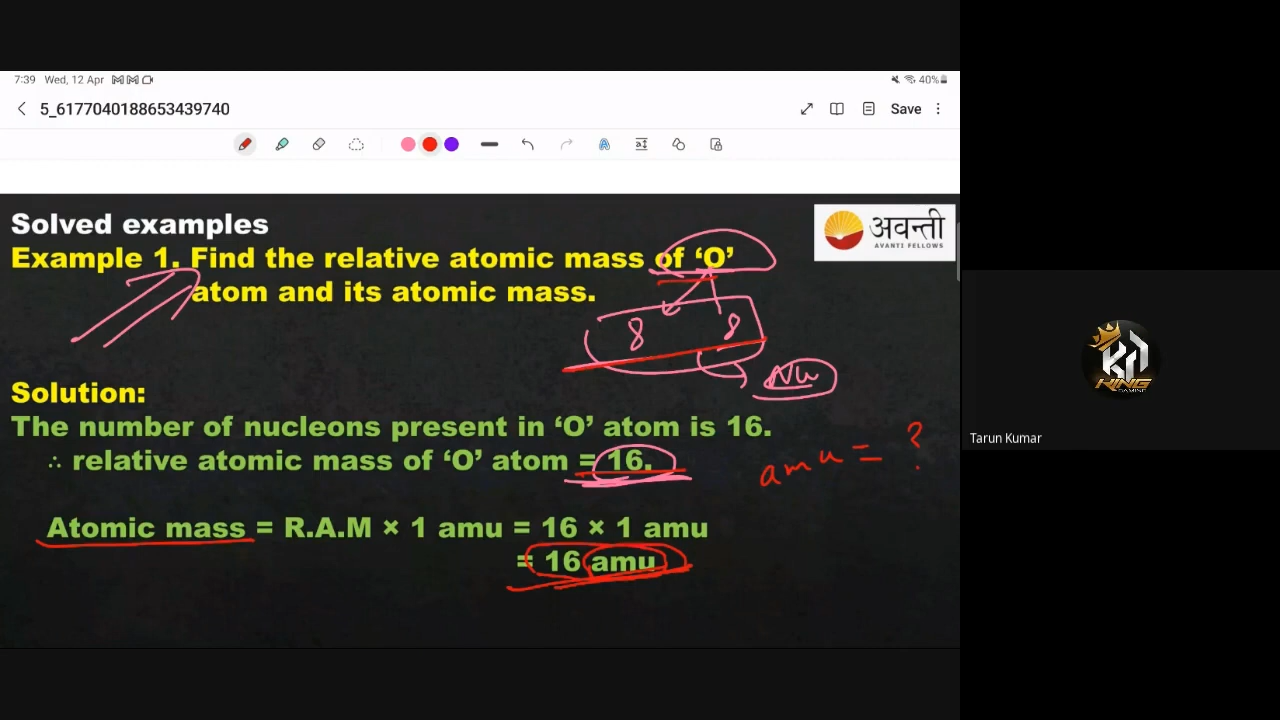 7:39 Wed, 12 Apr
40%
5_6177040188653439740
Save
Solved examples
अवन्ती
AVANTI FELLOWS
Example 1. Find the relative atomic mass of ‘O’
atom and its atomic mass.
8 8
Solution:
The number of nucleons present in ‘O’ atom is 16.
∴ relative atomic mass of ‘O’ atom = 16.
amu = ?
Atomic mass = R.A.M × 1 amu = 16 × 1 amu
= 16 amu
KING
GAMING
Tarun Kumar